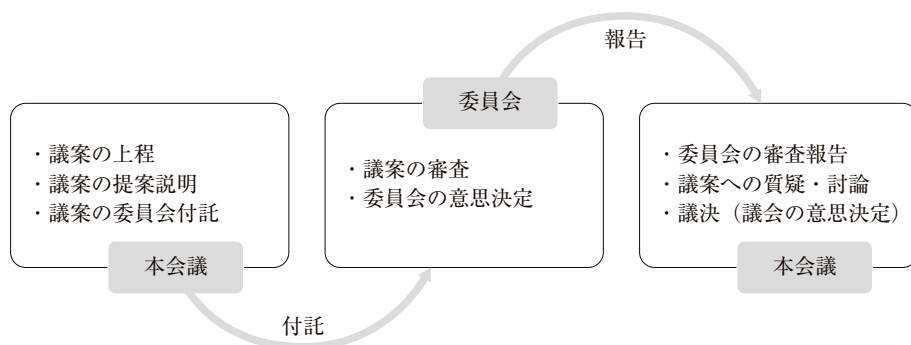 ・議案の上程
・議案の提案説明
・議案の委員会付託
本会議
付託
委員会
・議案の審査
・委員会の意思決定
報告
・委員会の審査報告
・議案への質疑・討論
・議決（議会の意思決定）
本会議